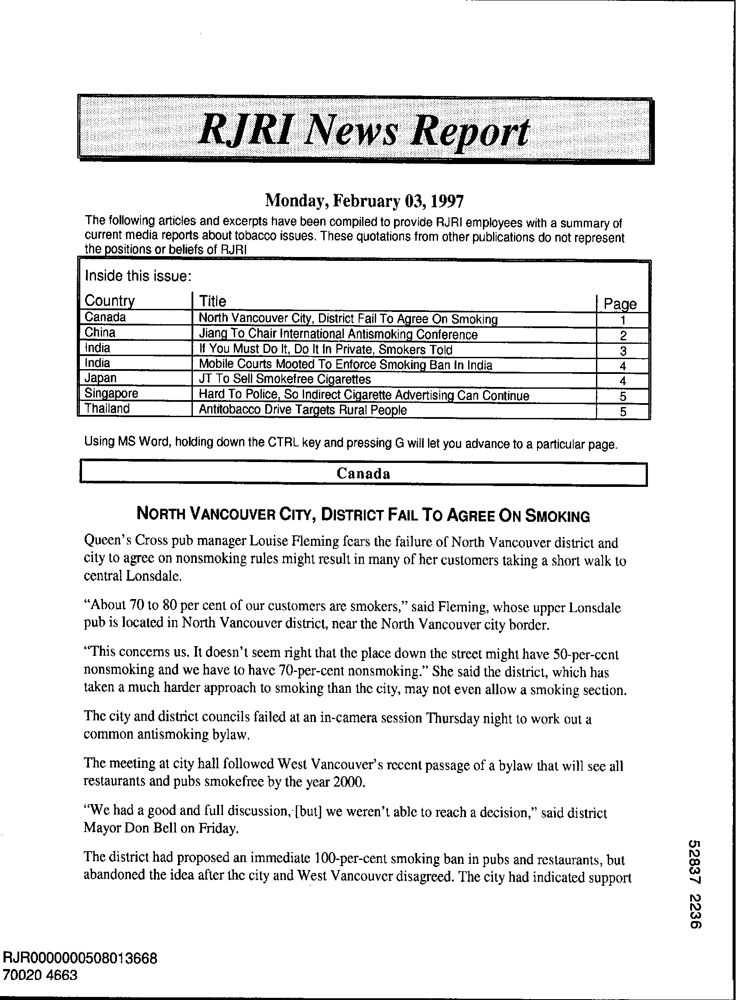 RJRI News Report
Monday, February 03, 1997
The following articles and excerpts have been compiled to provide RJRI employees with a summary of
current media reports about tobacco issues. These quotations from other publications do not represent
the positions or beliefs of RJRI
Inside this issue:
Country Title Page
Canada North Vancouver City, District Fail To Agree On Smoking 1
China Jiang To Chair International Antismoking Conference 2
India If You Must Do It, Do It In Private, Smokers Told 3
India Mobile Courts Mooted To Enforce Smoking Ban In India 4
Japan JT To Sell Smokefree Cigarettes 4
Singapore Hard To Police, So Indirect Cigarette Advertising Can Continue 5
Thailand Antitobacco Drive Targets Rural People 5
Using MS Word, holding down the CTRL key and pressing G will let you advance to a particular page.
Canada
NORTH VANCOUVER CITY, DISTRICT FAIL TO AGREE ON SMOKING
Queen's Cross pub manager Louise Fleming fears the failure of North Vancouver district and
city to agree on nonsmoking rules might result in many of her customers taking a short walk to
central Lonsdale.
“About 70 to 80 per cent of our customers are smokers,” said Fleming, whose upper Lonsdale
pub is located in North Vancouver district, near the North Vancouver city border.
“This concerns us. It doesn't seem right that the place down the street might have 50-per-cent
nonsmoking and we have to have 70-per-cent nonsmoking.” She said the district, which has
taken a much harder approach to smoking than the city, may not even allow a smoking section.
The city and district councils failed at an in-camera session Thursday night to work out a
common antismoking bylaw.
The meeting at city hall followed West Vancouver's recent passage of a bylaw that will see all
restaurants and pubs smokefree by the year 2000.
“We had a good and full discussion, [but] we weren't able to reach a decision,” said district
Mayor Don Bell on Friday.
The district had proposed an immediate 100-per-cent smoking ban in pubs and restaurants, but
abandoned the idea after the city and West Vancouver disagreed. The city had indicated support
52837 2236
RJR0000000508013668
70020 4663